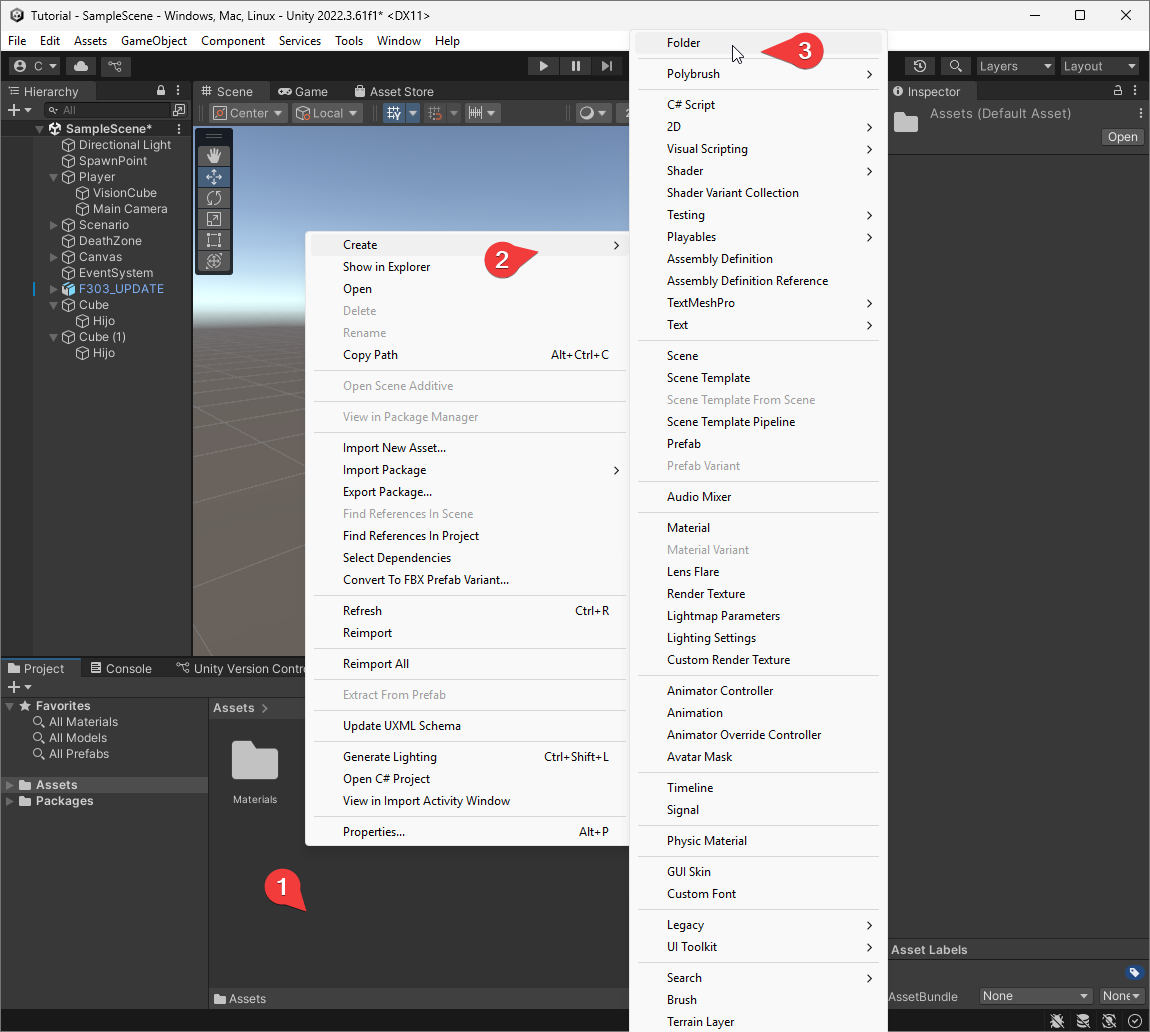 Tutorial - SampleScene - Windows, Mac, Linux - Unity 2022.3.61f1* <DX11>
File Edit Assets GameObject Component Services Tools Window Help
C
Layers
Layout
Hierarchy
All
SampleScene*
Directional Light
SpawnPoint
Player
VisionCube
Main Camera
Scenario
DeathZone
Canvas
EventSystem
F303_UPDATE
Cube
Hijo
Cube (1)
Hijo
Scene
Game
Asset Store
Center
Local
2
Create
2
Show in Explorer
Open
Delete
Rename
Copy Path Alt+Ctrl+C
Open Scene Additive
View in Package Manager
Import New Asset...
Import Package
Export Package...
Find References In Scene
Find References In Project
Select Dependencies
Convert To FBX Prefab Variant...
Refresh Ctrl+R
Reimport
Reimport All
Extract From Prefab
Update UXML Schema
Generate Lighting Ctrl+Shift+L
Open C# Project
View in Import Activity Window
Properties... Alt+P
Folder
3
Polybrush
C# Script
2D
Visual Scripting
Shader
Shader Variant Collection
Testing
Playables
Assembly Definition
Assembly Definition Reference
TextMeshPro
Text
Scene
Scene Template
Scene Template From Scene
Scene Template Pipeline
Prefab
Prefab Variant
Audio Mixer
Material
Material Variant
Lens Flare
Render Texture
Lightmap Parameters
Lighting Settings
Custom Render Texture
Animator Controller
Animation
Animator Override Controller
Avatar Mask
Timeline
Signal
Physic Material
GUI Skin
Custom Font
Legacy
UI Toolkit
Search
Brush
Terrain Layer
Inspector
Assets (Default Asset)
Open
Asset Labels
AssetBundle None None
Project
Console
Unity Version Contr
Favorites
All Materials
All Models
All Prefabs
Assets
Packages
Assets
Materials
1
Assets